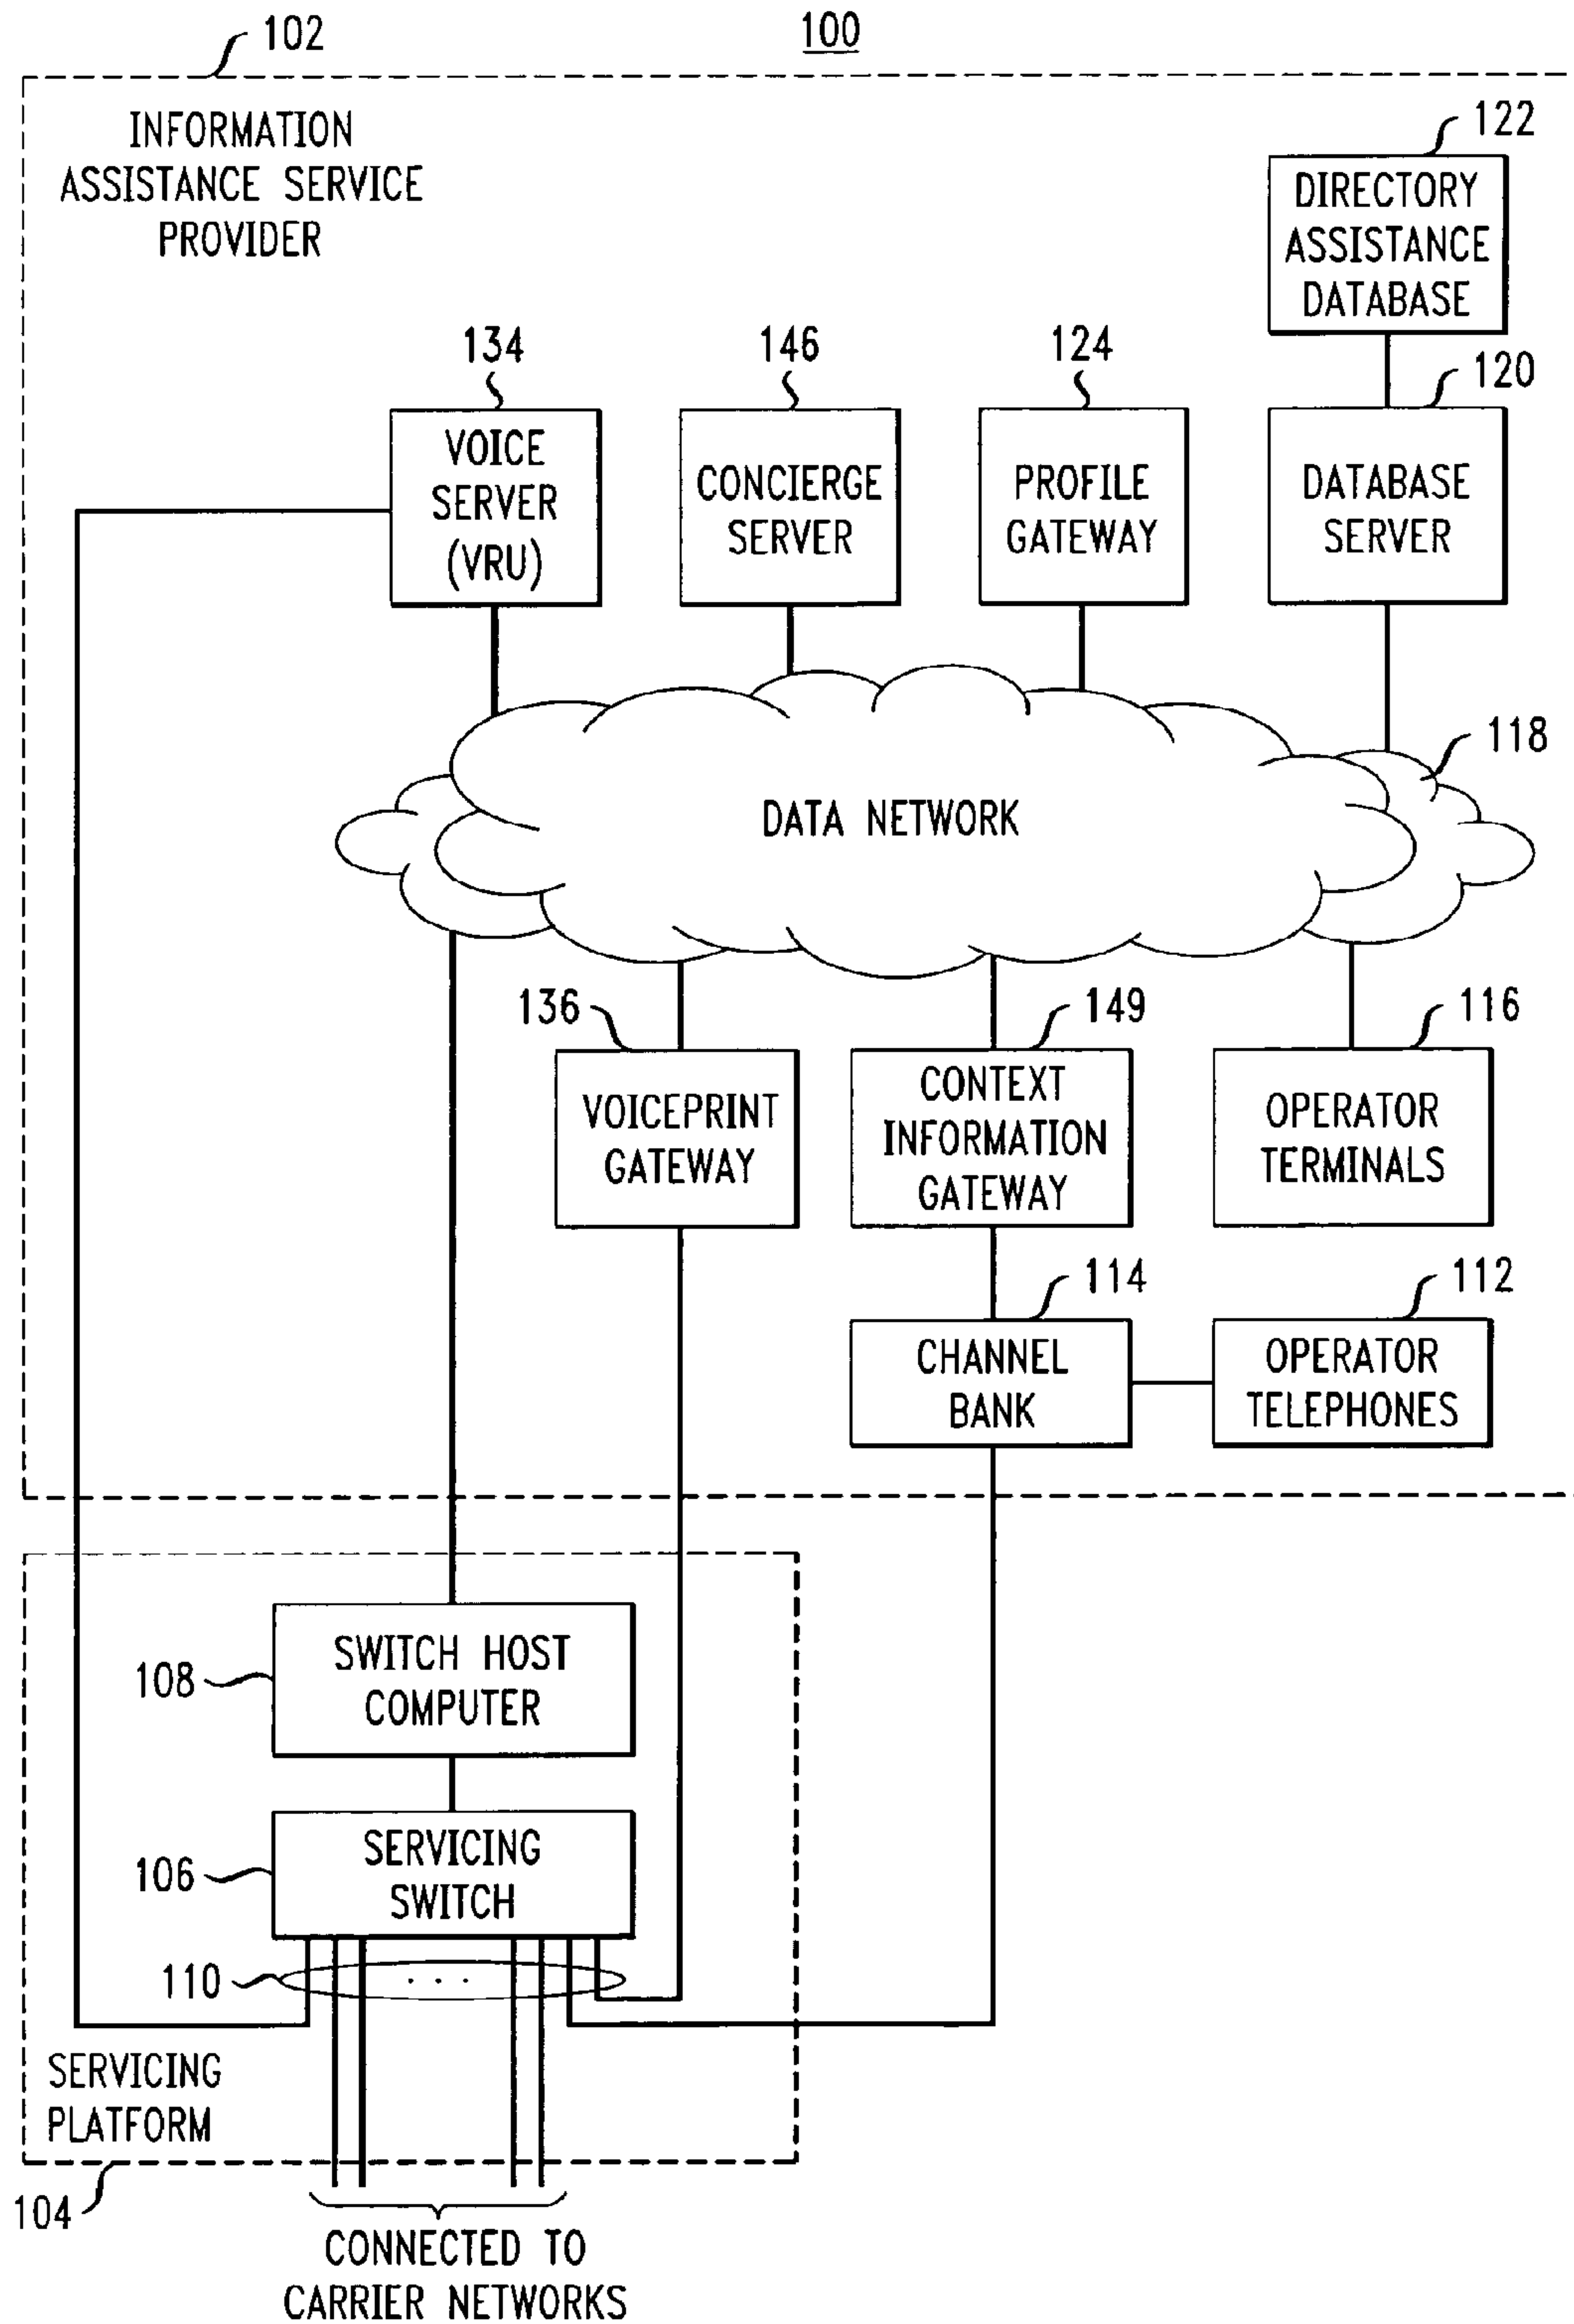 100
102
INFORMATION
ASSISTANCE SERVICE
PROVIDER
122
DIRECTORY
ASSISTANCE
DATABASE
134
VOICE
SERVER
(VRU)
146
CONCIERGE
SERVER
124
PROFILE
GATEWAY
120
DATABASE
SERVER
118
DATA NETWORK
136
VOICEPRINT
GATEWAY
149
CONTEXT
INFORMATION
GATEWAY
116
OPERATOR
TERMINALS
114
CHANNEL
BANK
112
OPERATOR
TELEPHONES
108
SWITCH HOST
COMPUTER
106
SERVICING
SWITCH
110
. . .
SERVICING
PLATFORM
104
CONNECTED TO
CARRIER NETWORKS